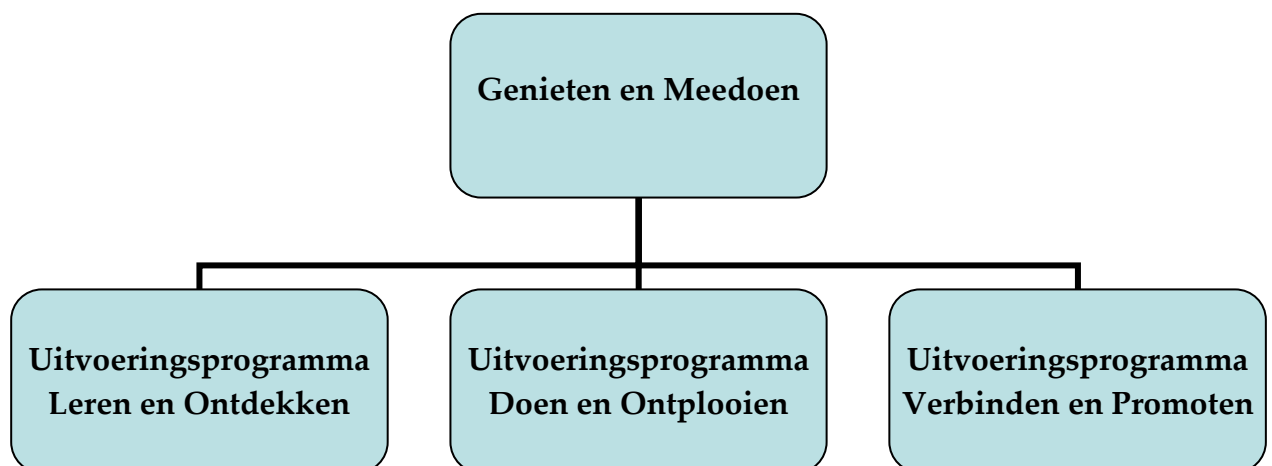 Genieten en Meedoen
Uitvoeringsprogramma
Leren en Ontdekken
Uitvoeringsprogramma
Doen en Ontplooien
Uitvoeringsprogramma
Verbinden en Promoten